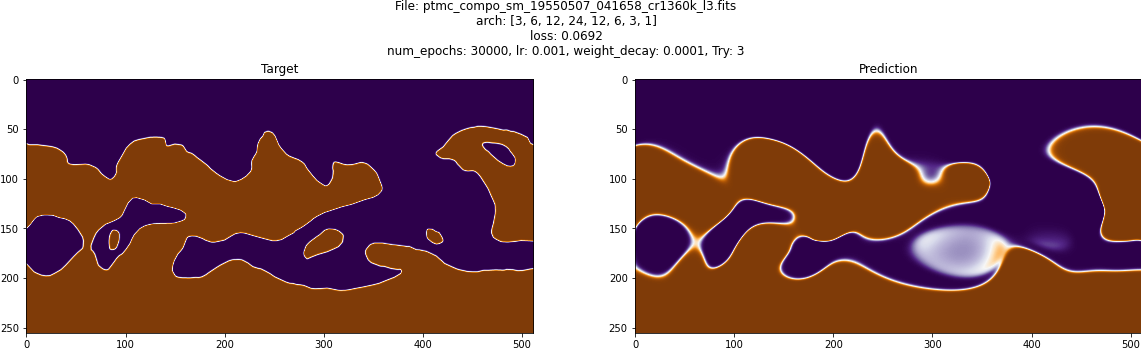 File: ptmc_compo_sm_19550507_041658_cr1360k_l3.fits
arch: [3, 6, 12, 24, 12, 6, 3, 1]
loss: 0.0692
num_epochs: 30000, lr: 0.001, weight_decay: 0.0001, Try: 3
Target
0
50
100
150
200
250
0 100 200 300 400 500
Prediction
0
50
100
150
200
250
0 100 200 300 400 500